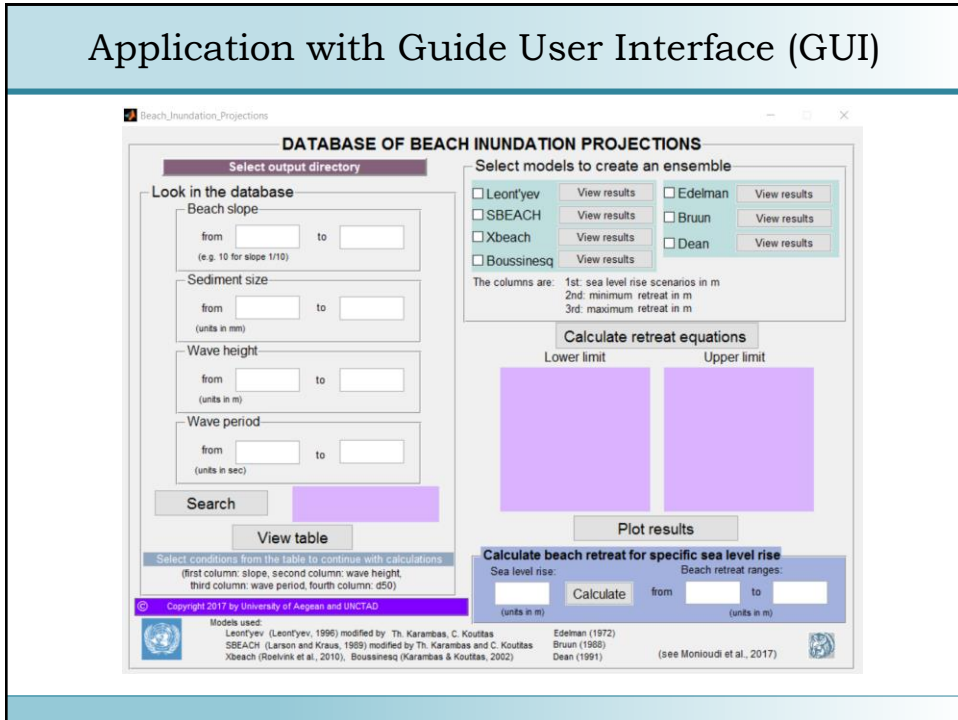 Application with Guide User Interface (GUI)
Beach_Inundation_Projections
DATABASE OF BEACH INUNDATION PROJECTIONS
Select output directory
Look in the database
Beach slope
from to
(e.g. 10 for slope 1/10)
Sediment size
from to
(units in mm)
Wave height
from to
(units in m)
Wave period
from to
(units in sec)
Search
View table
Select conditions from the table to continue with calculations
(first column: slope, second column: wave height,
third column: wave period, fourth column: d50)
© Copyright 2017 by University of Aegean and UNCTAD
Select models to create an ensemble
Leont'yev View results Edelman View results
SBEACH View results Bruun View results
Xbeach View results Dean View results
Boussinesq View results
The columns are: 1st: sea level rise scenarios in m
2nd: minimum retreat in m
3rd: maximum retreat in m
Calculate retreat equations
Lower limit Upper limit
Plot results
Calculate beach retreat for specific sea level rise
Sea level rise: Beach retreat ranges:
Calculate from to
(units in m) (units in m)
Models used:
Leont'yev (Leont'yev, 1996) modified by Th. Karambas, C. Koutitas Edelman (1972)
SBEACH (Larson and Kraus, 1989) modified by Th. Karambas and C. Koutitas Bruun (1988)
Xbeach (Roelvink et al., 2010), Boussinesq (Karambas & Koutitas, 2002) Dean (1991) (see Monioudi et al., 2017)